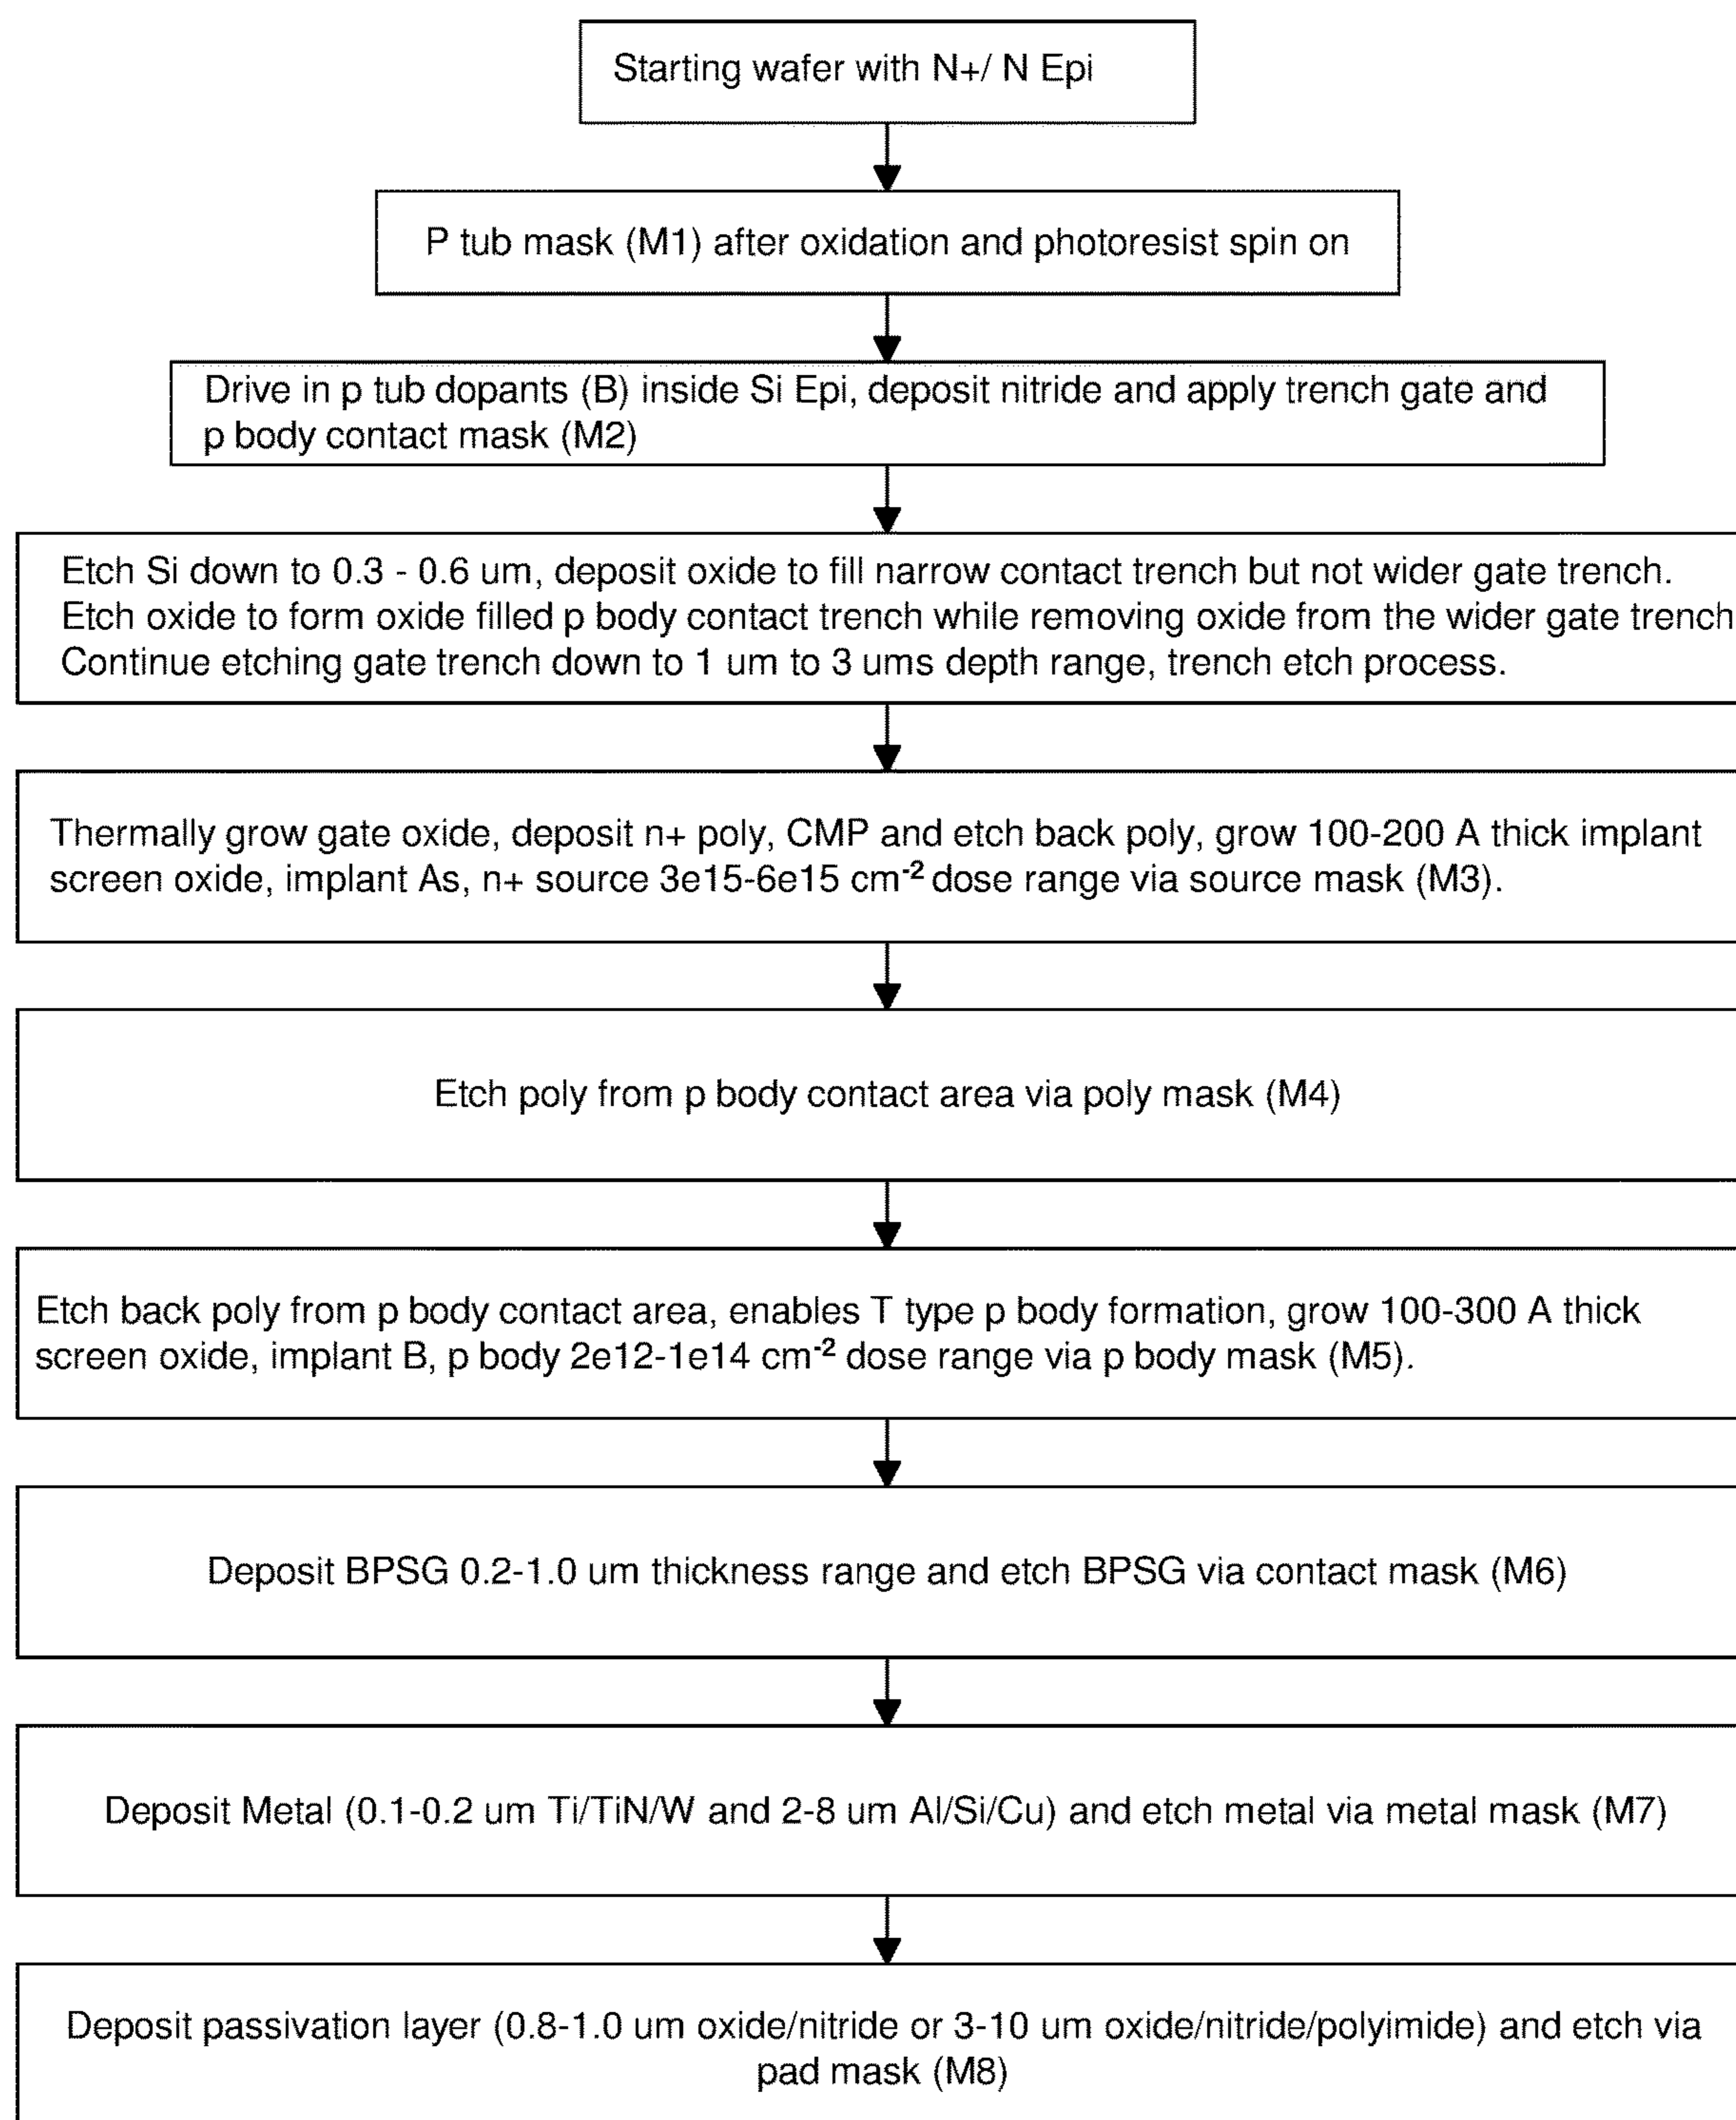 Starting wafer with N+/ N Epi
P tub mask (M1) after oxidation and photoresist spin on
Drive in p tub dopants (B) inside Si Epi, deposit nitride and apply trench gate and
p body contact mask (M2)
Etch Si down to 0.3 - 0.6 um, deposit oxide to fill narrow contact trench but not wider gate trench.
Etch oxide to form oxide filled p body contact trench while removing oxide from the wider gate trench
Continue etching gate trench down to 1 um to 3 ums depth range, trench etch process.
Thermally grow gate oxide, deposit n+ poly, CMP and etch back poly, grow 100-200 A thick implant
screen oxide, implant As, n+ source 3e15-6e15 cm⁻² dose range via source mask (M3).
Etch poly from p body contact area via poly mask (M4)
Etch back poly from p body contact area, enables T type p body formation, grow 100-300 A thick
screen oxide, implant B, p body 2e12-1e14 cm⁻² dose range via p body mask (M5).
Deposit BPSG 0.2-1.0 um thickness range and etch BPSG via contact mask (M6)
Deposit Metal (0.1-0.2 um Ti/TiN/W and 2-8 um Al/Si/Cu) and etch metal via metal mask (M7)
Deposit passivation layer (0.8-1.0 um oxide/nitride or 3-10 um oxide/nitride/polyimide) and etch via
pad mask (M8)